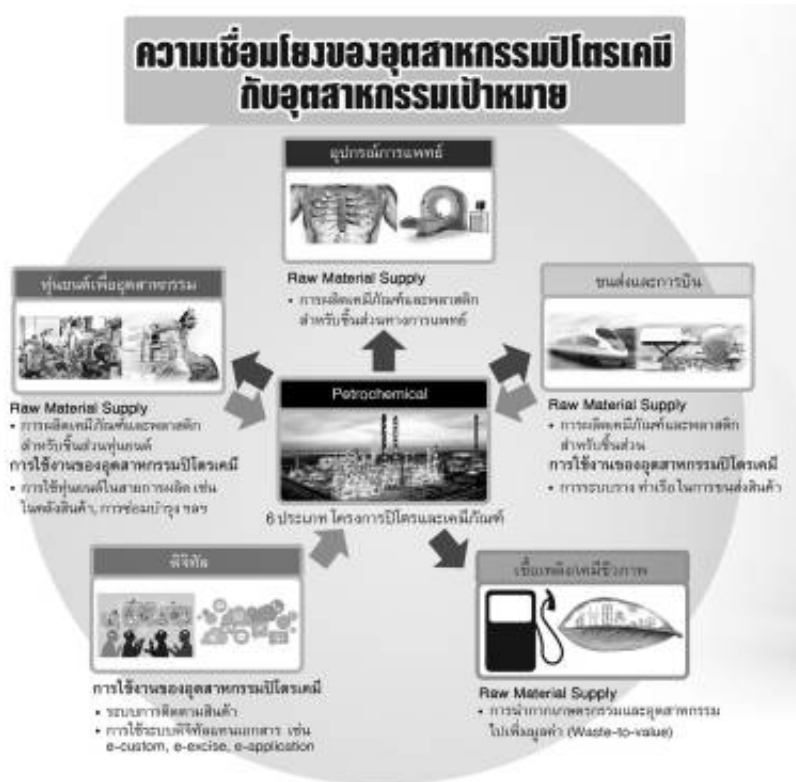 ความเชื่อมโยงของอุตสาหกรรมปิโตรเคมี
กับอุตสาหกรรมเป้าหมาย
อุปกรณ์การแพทย์
Raw Material Supply
• การผลิตเคมีภัณฑ์และพลาสติก
สำหรับชิ้นส่วนทางการแพทย์
หุ่นยนต์เพื่ออุตสาหกรรม
Raw Material Supply
• การผลิตเคมีภัณฑ์และพลาสติก
สำหรับชิ้นส่วนหุ่นยนต์
การใช้งานของอุตสาหกรรมปิโตรเคมี
• การใช้หุ่นยนต์ในสายการผลิต เช่น
ในคลังสินค้า, การซ่อมบำรุง ฯลฯ
ขนส่งและการบิน
Raw Material Supply
• การผลิตเคมีภัณฑ์และพลาสติก
สำหรับชิ้นส่วน
การใช้งานของอุตสาหกรรมปิโตรเคมี
• การระบบราง ท่าเรือ ในการขนส่งสินค้า
Petrochemical
6 ประเภท โครงการปิโตรและเคมีภัณฑ์
ดิจิทัล
การใช้งานของอุตสาหกรรมปิโตรเคมี
• ระบบการติดตามสินค้า
• การใช้ระบบดิจิทัลแทนเอกสาร เช่น
e-custom, e-excise, e-application
เชื้อเพลิง/เคมีชีวภาพ
Raw Material Supply
• การนำกากเกษตรกรรมและอุตสาหกรรม
ไปเพิ่มมูลค่า (Waste-to-value)